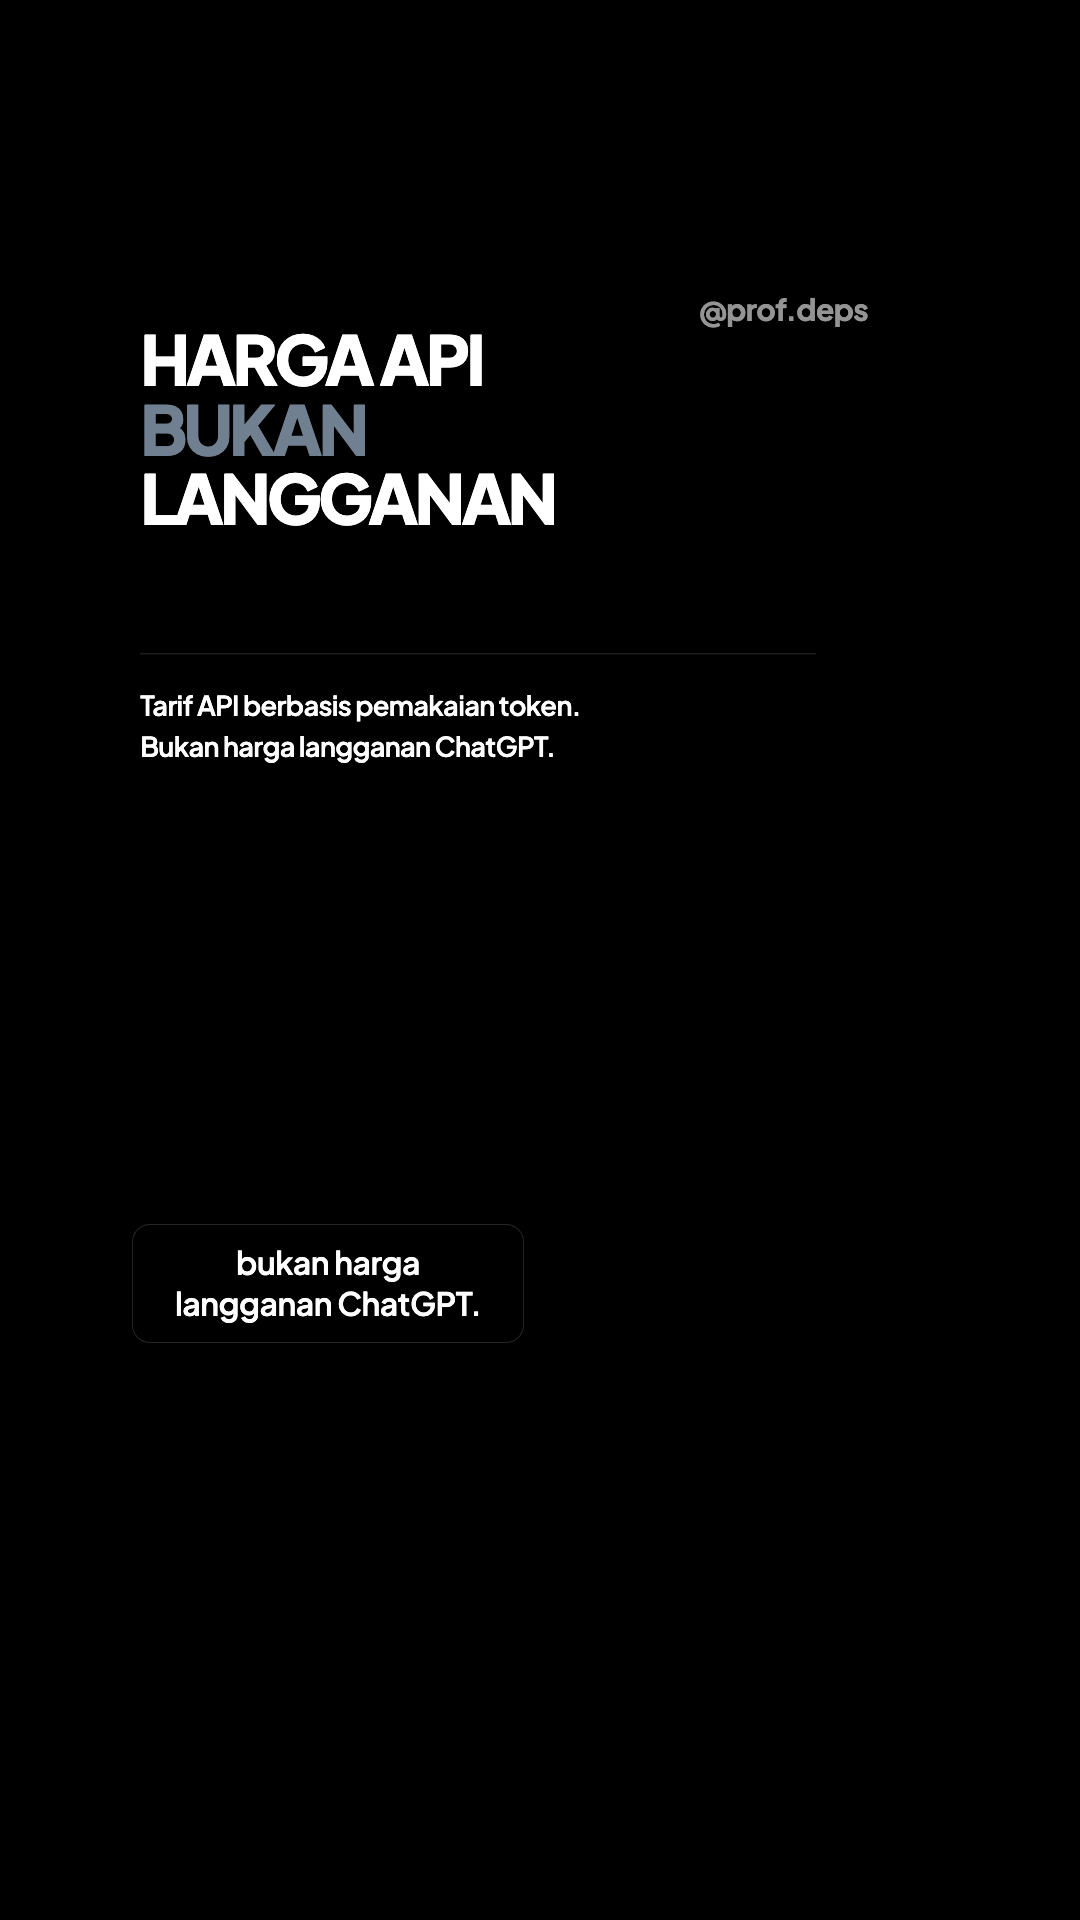 @prof.deps
HARGA API
BUKAN
LANGGANAN
Tarif API berbasis pemakaian token.
Bukan harga langganan ChatGPT.
bukan harga
langganan ChatGPT.